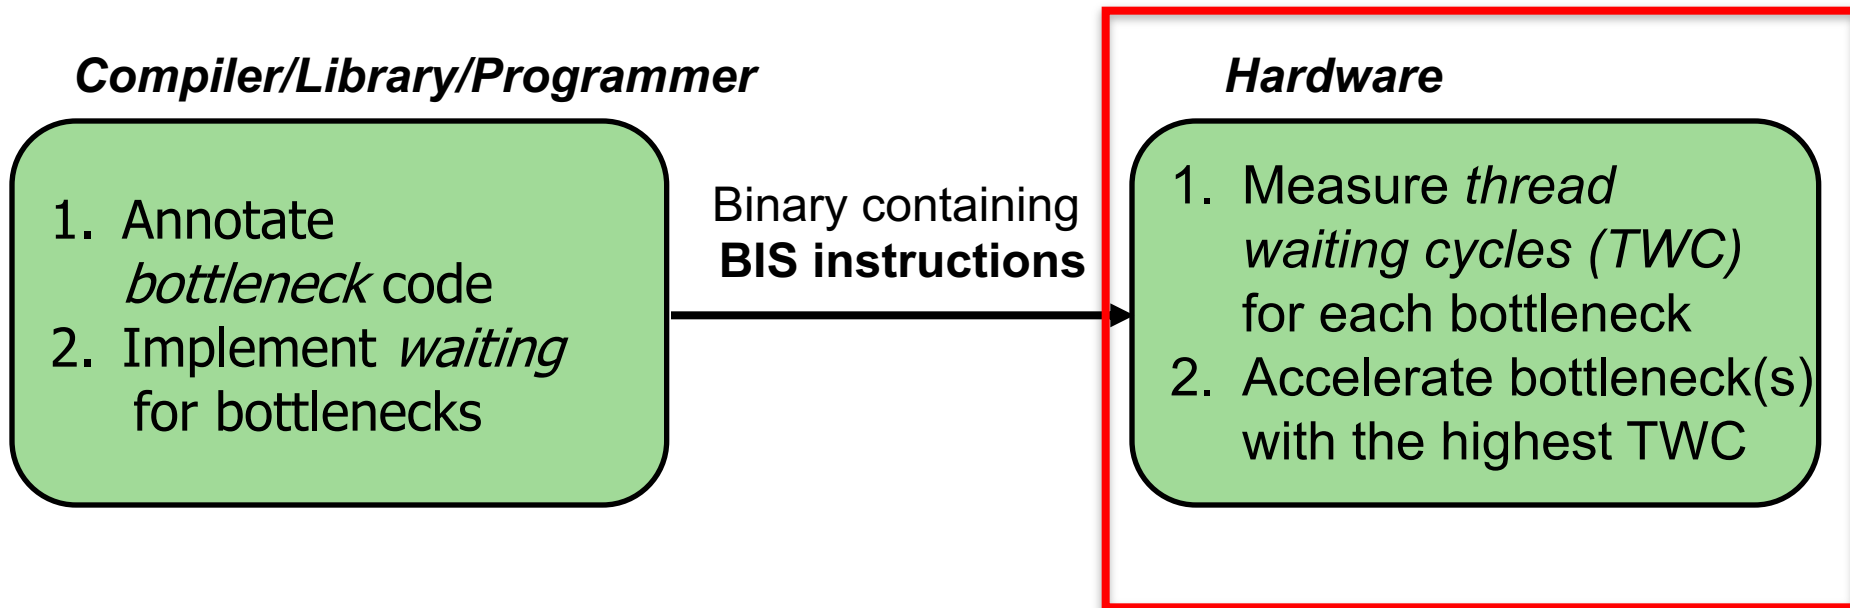 Compiler/Library/Programmer
1. Annotate
bottleneck code
2. Implement waiting
for bottlenecks
Binary containing
BIS instructions
Hardware
1. Measure thread
waiting cycles (TWC)
for each bottleneck
2. Accelerate bottleneck(s)
with the highest TWC